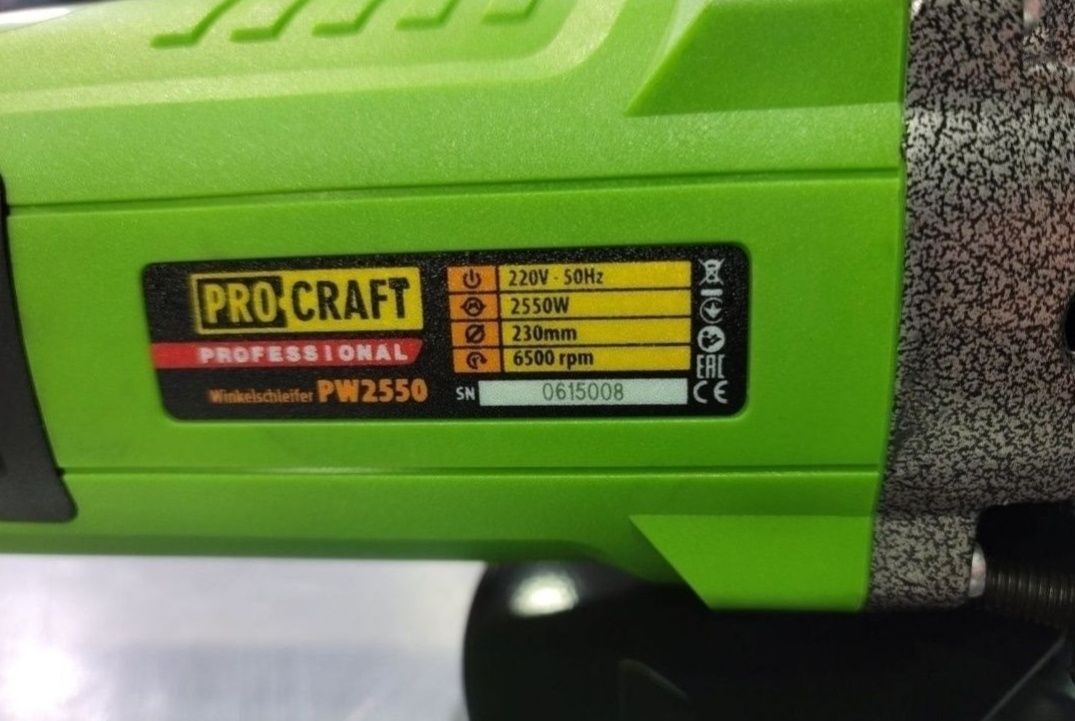 PRO CRAFT
PROFESSIONAL
Winkelschleifer PW2550
220V - 50Hz
2550W
230mm
6500 rpm
SN 0615008
EAC
CE